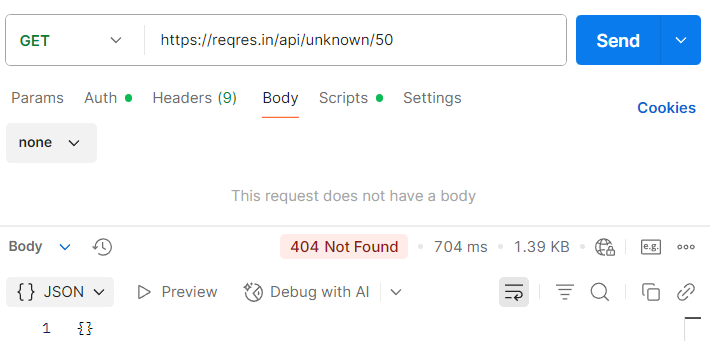 GET https://reqres.in/api/unknown/50 Send
Params Auth Headers (9) Body Scripts Settings Cookies
none
This request does not have a body
Body 404 Not Found 704 ms 1.39 KB e.g.
{} JSON Preview Debug with AI
1 {}